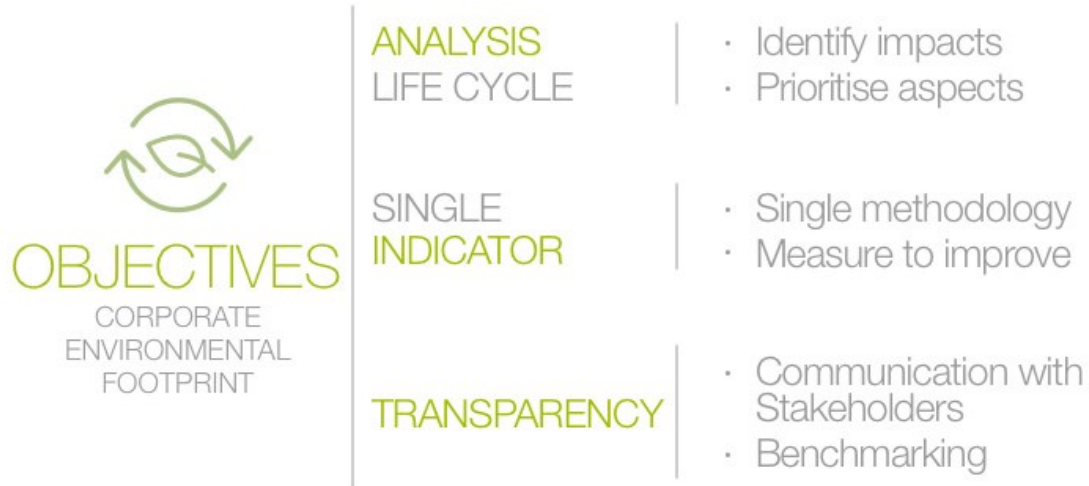 OBJECTIVES
CORPORATE
ENVIRONMENTAL
FOOTPRINT
ANALYSIS
LIFE CYCLE
· Identify impacts
· Prioritise aspects
SINGLE
INDICATOR
· Single methodology
· Measure to improve
TRANSPARENCY
· Communication with
Stakeholders
· Benchmarking